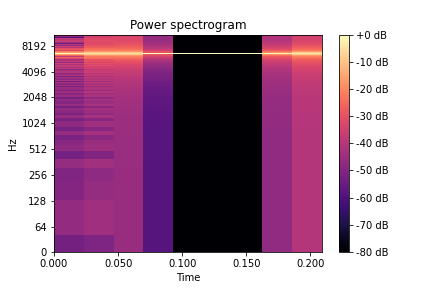 Power spectrogram
8192
4096
2048
1024
512
256
128
64
0
Hz
0.000 0.050 0.100 0.150 0.200
Time
+0 dB
-10 dB
-20 dB
-30 dB
-40 dB
-50 dB
-60 dB
-70 dB
-80 dB